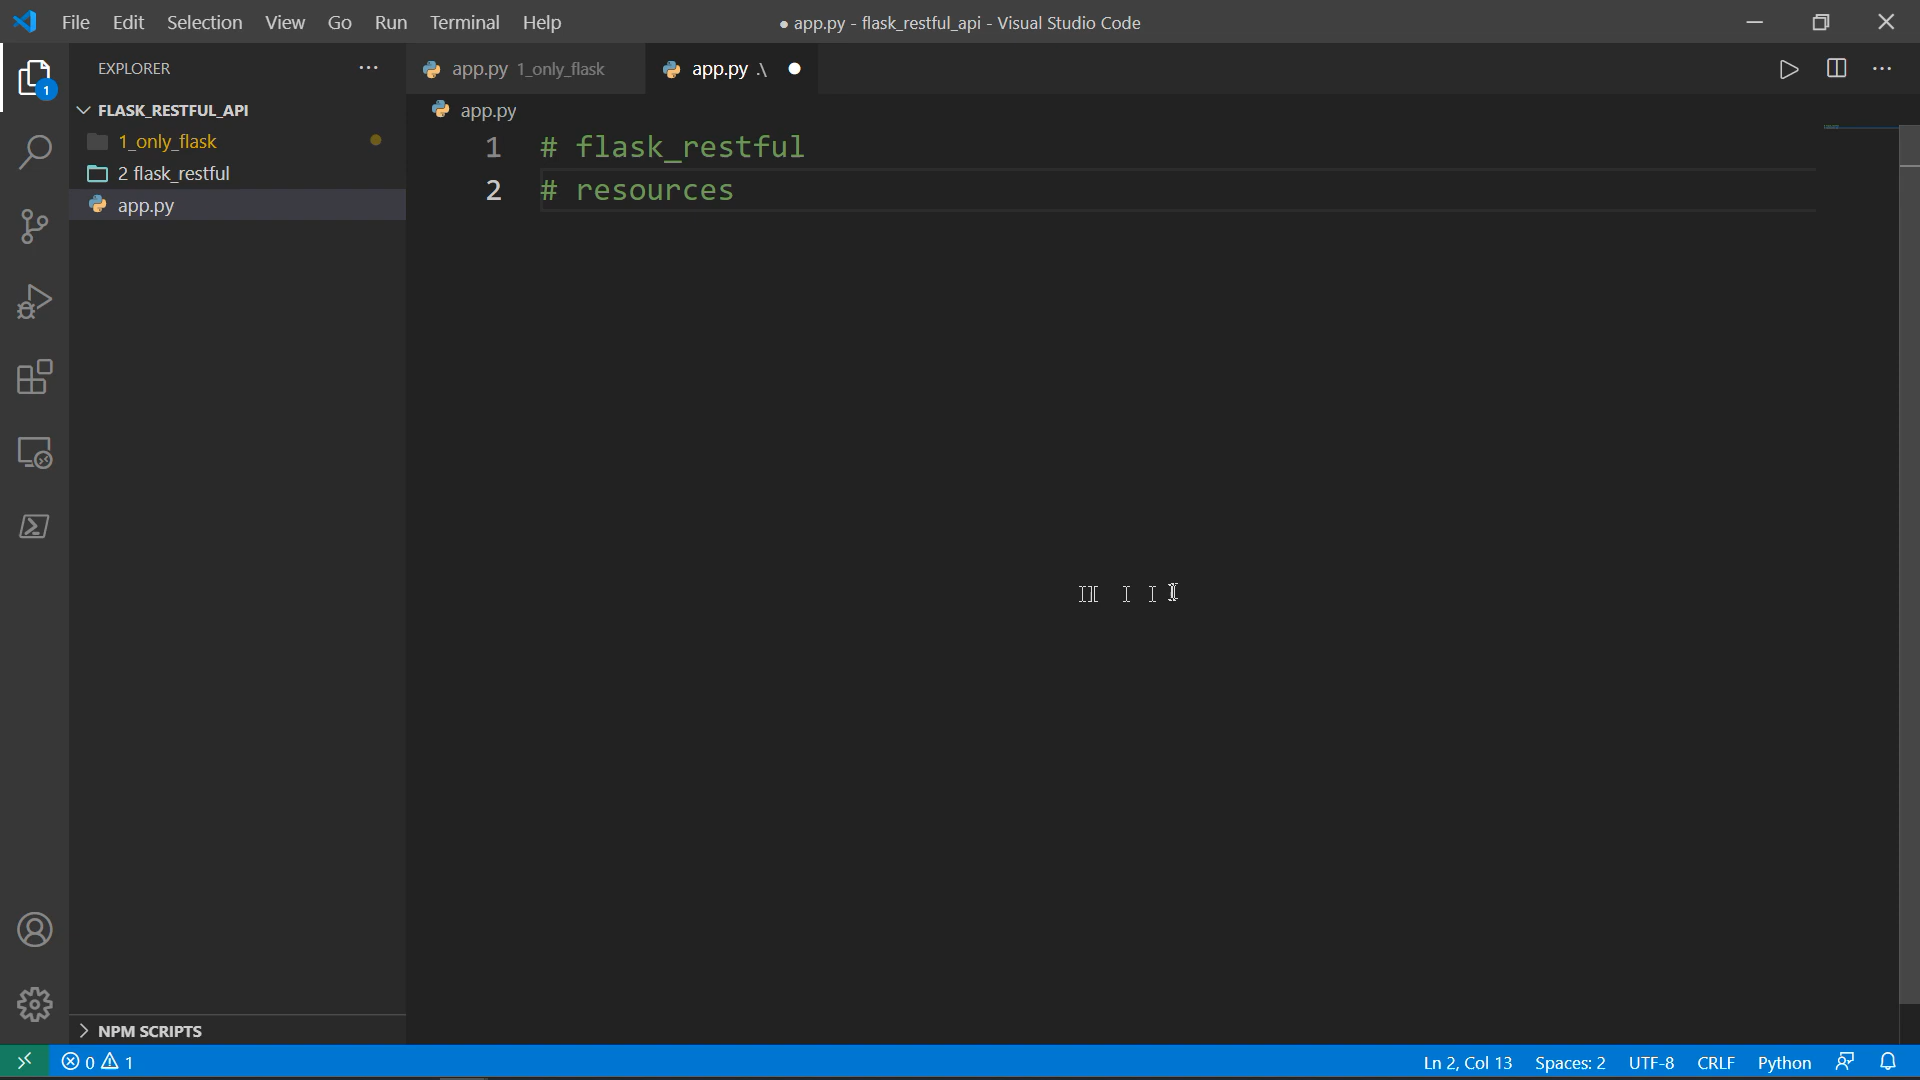 File Edit Selection View Go Run Terminal Help
● app.py - flask_restful_api - Visual Studio Code
EXPLORER
1
FLASK_RESTFUL_API
1_only_flask
2 flask_restful
app.py
app.py 1_only_flask
app.py .\
app.py
1 # flask_restful
2 # resources
NPM SCRIPTS
0 1
Ln 2, Col 13 Spaces: 2 UTF-8 CRLF Python